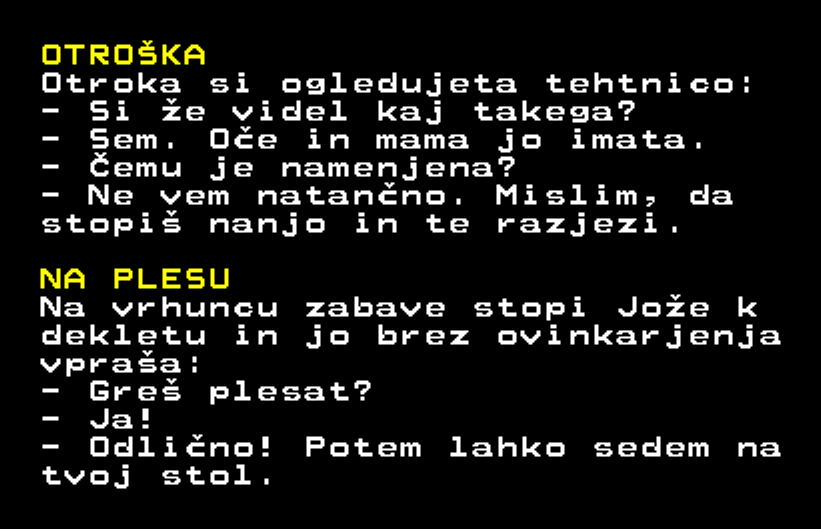 OTROŠKA
Otroka si ogledujeta tehtnico:
- Si že videl kaj takega?
- Sem. Oče in mama jo imata.
- Čemu je namenjena?
- Ne vem natančno. Mislim, da
stopiš nanjo in te razjezi.
NA PLESU
Na vrhuncu zabave stopi Jože k
dekletu in jo brez ovinkarjenja
vpraša:
- Greš plesat?
- Ja!
- Odlično! Potem lahko sedem na
tvoj stol.